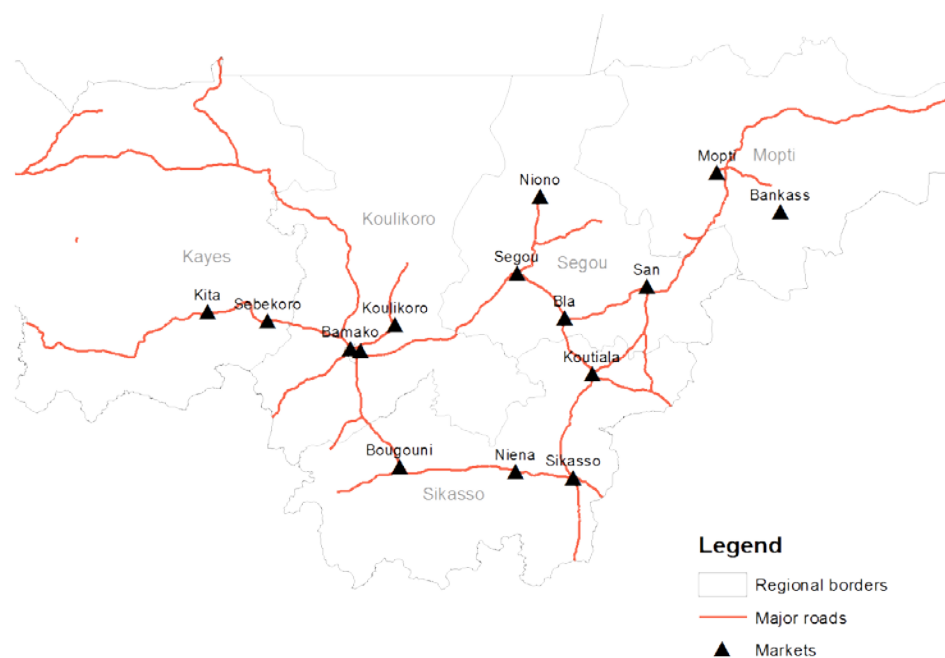 Mopti
Mopti
Niono
Bankass
Koulikoro
Kayes
Segou
Segou
San
Kita
Sebekoro
Koulikoro
Bla
Bamako
Koutiala
Bougouni
Niena
Sikasso
Sikasso
Legend
Regional borders
Major roads
Markets